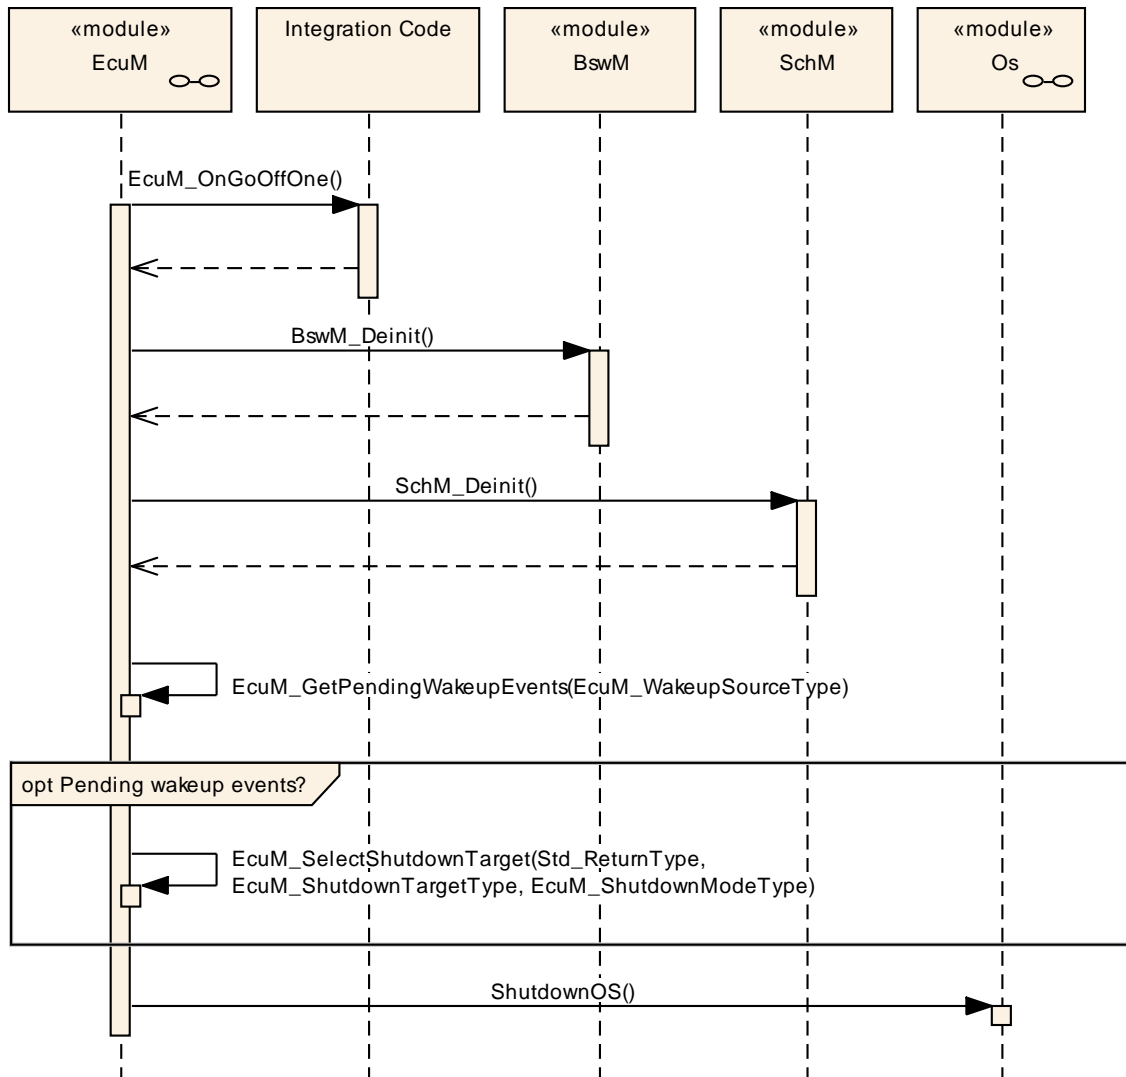 «module»
EcuM
Integration Code
«module»
BswM
«module»
SchM
«module»
Os
EcuM_OnGoOffOne()
BswM_Deinit()
SchM_Deinit()
EcuM_GetPendingWakeupEvents(EcuM_WakeupSourceType)
opt Pending wakeup events?
EcuM_SelectShutdownTarget(Std_ReturnType,
EcuM_ShutdownTargetType, EcuM_ShutdownModeType)
ShutdownOS()